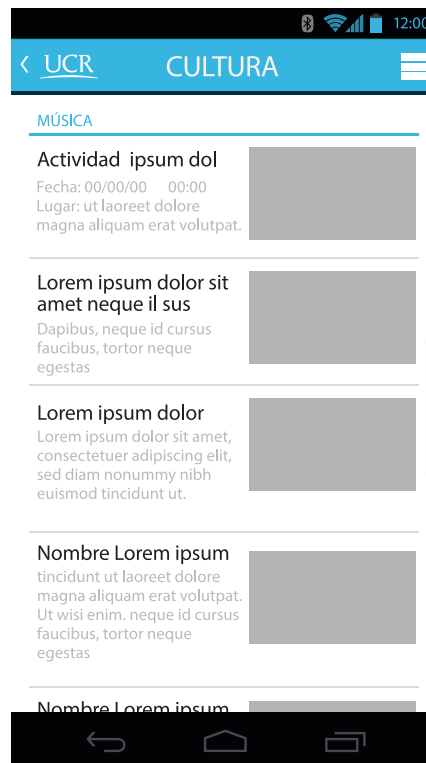 12:00
UCR CULTURA
MÚSICA
Actividad ipsum dol
Fecha: 00/00/00 00:00
Lugar: ut laoreet dolore
magna aliquam erat volutpat.
Lorem ipsum dolor sit
amet neque il sus
Dapibus, neque id cursus
faucibus, tortor neque
egestas
Lorem ipsum dolor
Lorem ipsum dolor sit amet,
consectetuer adipiscing elit,
sed diam nonummy nibh
euismod tincidunt ut.
Nombre Lorem ipsum
tincidunt ut laoreet dolore
magna aliquam erat volutpat.
Ut wisi enim. neque id cursus
faucibus, tortor neque
egestas
Nombre Lorem ipsum